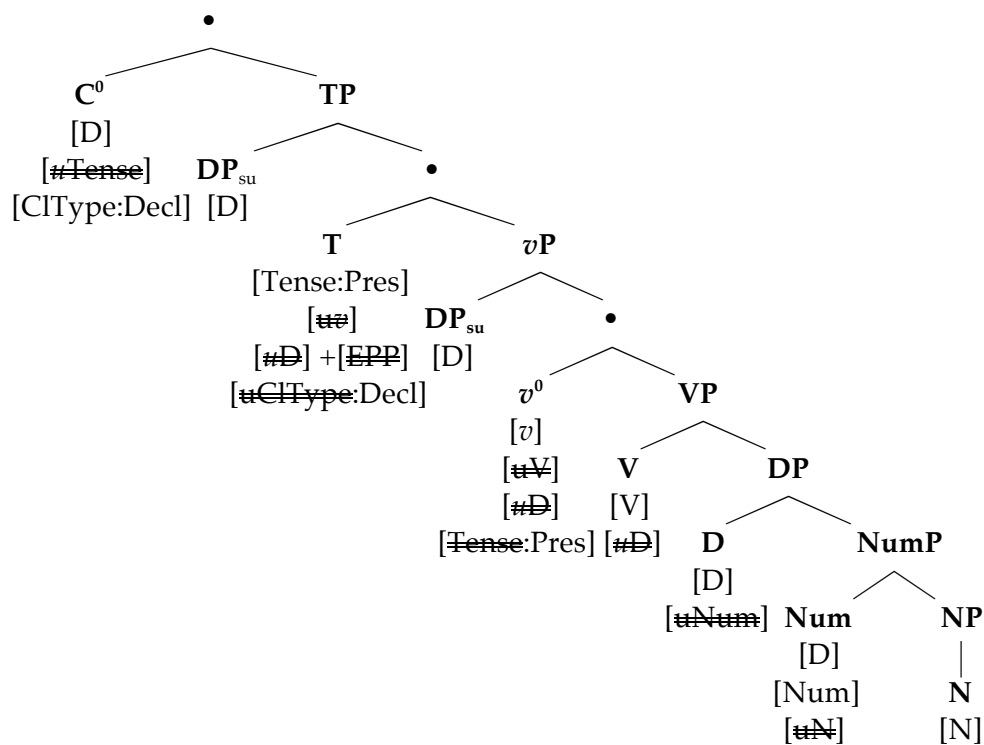 •
C⁰ TP
[D]
[uTense] DPsu •
[ClType:Decl] [D]
T vP
[Tense:Pres]
[uv] DPsu •
[uD] +[EPP] [D]
[uClType:Decl] v⁰ VP
[v]
[uV] V DP
[uD] [V]
[Tense:Pres] [uD] D NumP
[D]
[uNum] Num NP
[D]
[Num] N
[uN] [N]